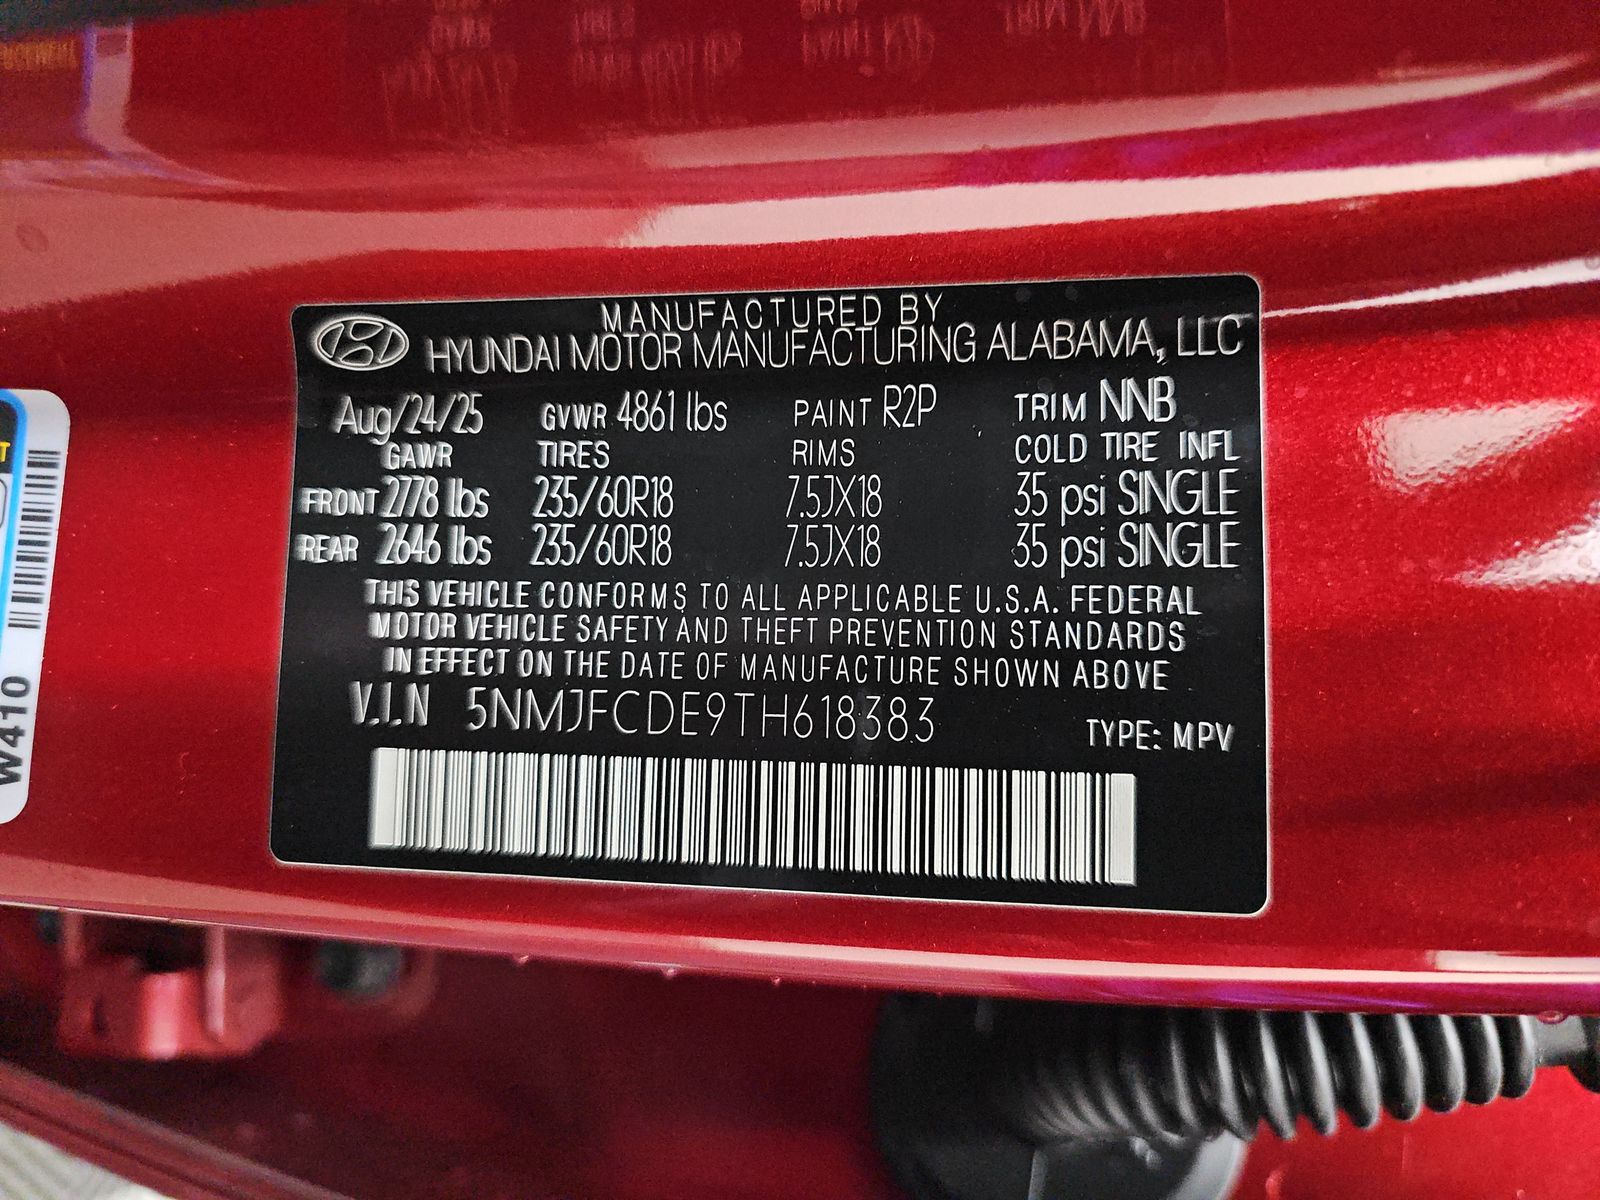 MANUFACTURED BY
HYUNDAI MOTOR MANUFACTURING ALABAMA, LLC
Aug/24/25 GVWR 4861 lbs PAINT R2P TRIM NNB
GAWR TIRES RIMS COLD TIRE INFL
FRONT 2778 lbs 235/60R18 7.5JX18 35 psi SINGLE
REAR 2646 lbs 235/60R18 7.5JX18 35 psi SINGLE
THIS VEHICLE CONFORMS TO ALL APPLICABLE U.S.A. FEDERAL
MOTOR VEHICLE SAFETY AND THEFT PREVENTION STANDARDS
IN EFFECT ON THE DATE OF MANUFACTURE SHOWN ABOVE
V.I.N 5NMJFCDE9TH618383 TYPE: MPV
W410